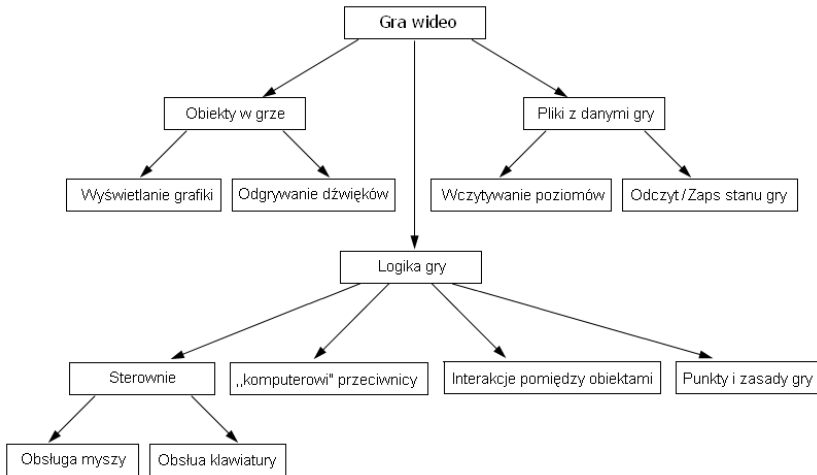 Gra wideo
Obiekty w grze
Pliki z danymi gry
Wyświetlanie grafiki
Odgrywanie dźwięków
Wczytywanie poziomów
Odczyt/Zaps stanu gry
Logika gry
Sterownie
,,komputerowi" przeciwnicy
Interakcje pomiędzy obiektami
Punkty i zasady gry
Obsługa myszy
Obsłua klawiatury